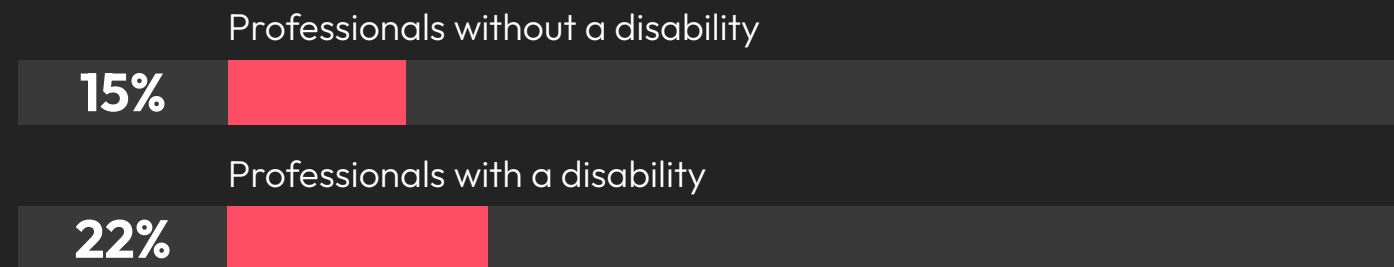 Professionals without a disability
15%
Professionals with a disability
22%